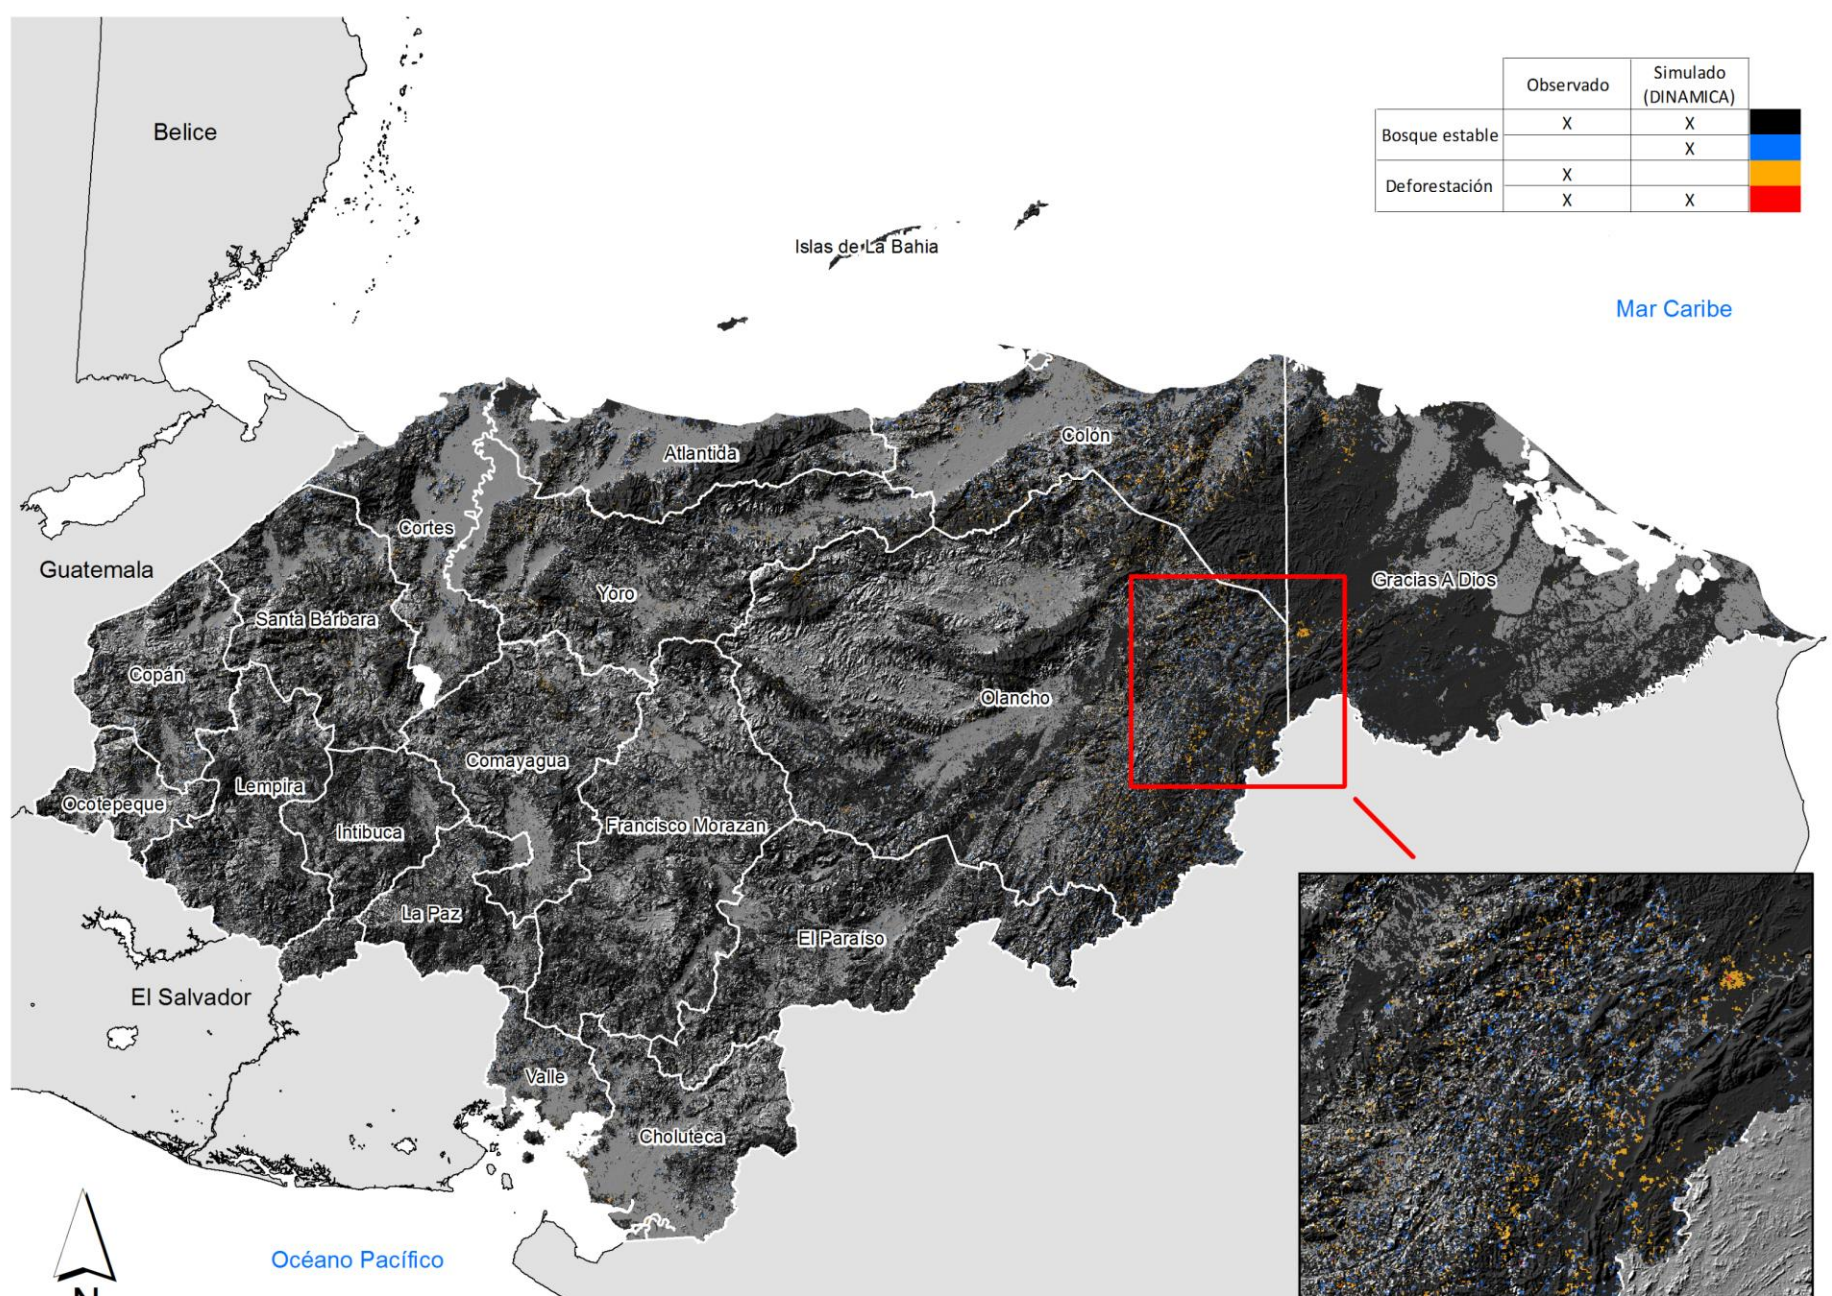 Observado
Simulado
(DINAMICA)
Bosque estable
X
X
X
Deforestación
X
X
X
Belice
Islas de La Bahia
Mar Caribe
Colón
Atlantida
Cortes
Guatemala
Gracias A Dios
Yoro
Santa Bárbara
Copán
Olancho
Comayagua
Lempira
Ocotepeque
Francisco Morazan
Intibuca
La Paz
El Paraíso
El Salvador
Valle
Choluteca
Océano Pacífico
N